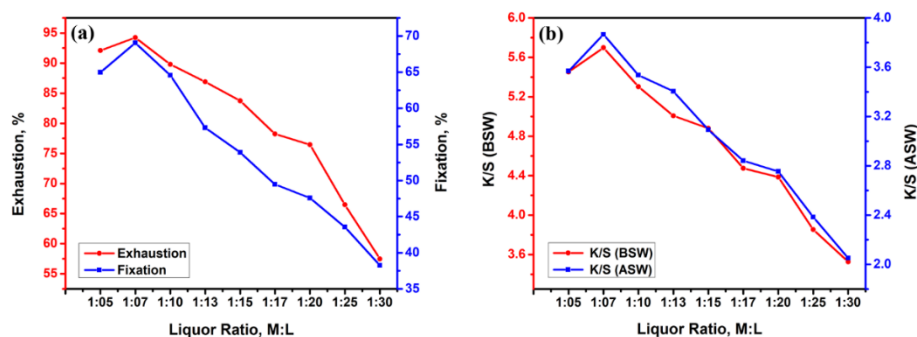 (a)
Exhaustion, %
95
90
85
80
75
70
65
60
55
Fixation, %
70
65
60
55
50
45
40
35
Exhaustion
Fixation
1:05 1:07 1:10 1:13 1:15 1:17 1:20 1:25 1:30
Liquor Ratio, M:L
(b)
K/S (BSW)
6.0
5.6
5.2
4.8
4.4
4.0
3.6
K/S (ASW)
4.0
3.6
3.2
2.8
2.4
2.0
K/S (BSW)
K/S (ASW)
1:05 1:07 1:10 1:13 1:15 1:17 1:20 1:25 1:30
Liquor Ratio, M:L